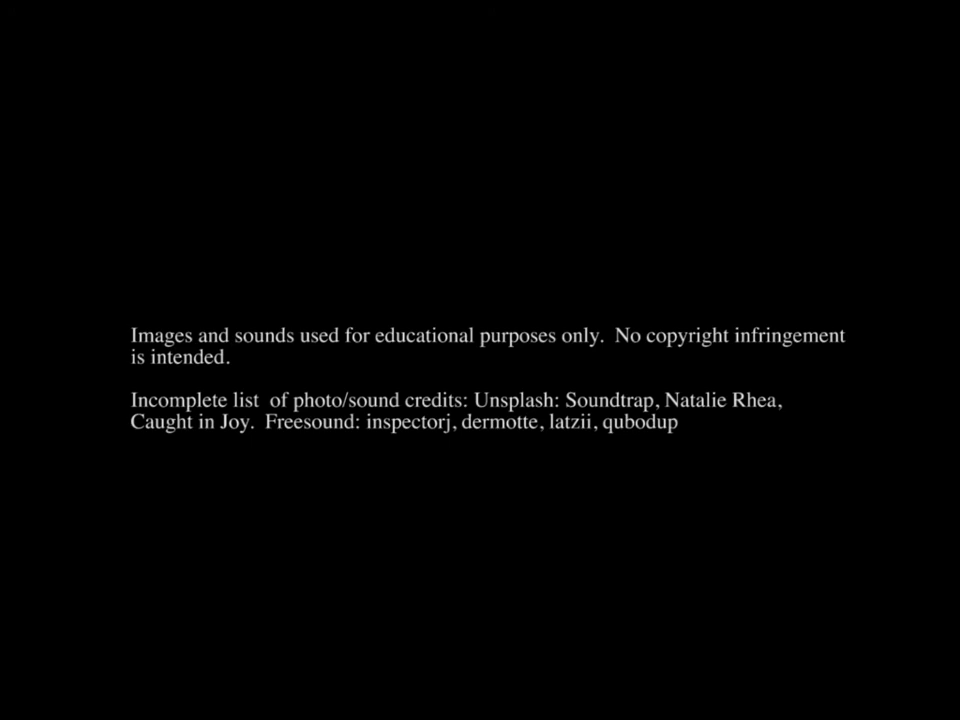 Images and sounds used for educational purposes only.  No copyright infringement
is intended.
Incomplete list  of photo/sound credits: Unsplash: Soundtrap, Natalie Rhea,
Caught in Joy.  Freesound: inspectorj, dermotte, latzii, qubodup